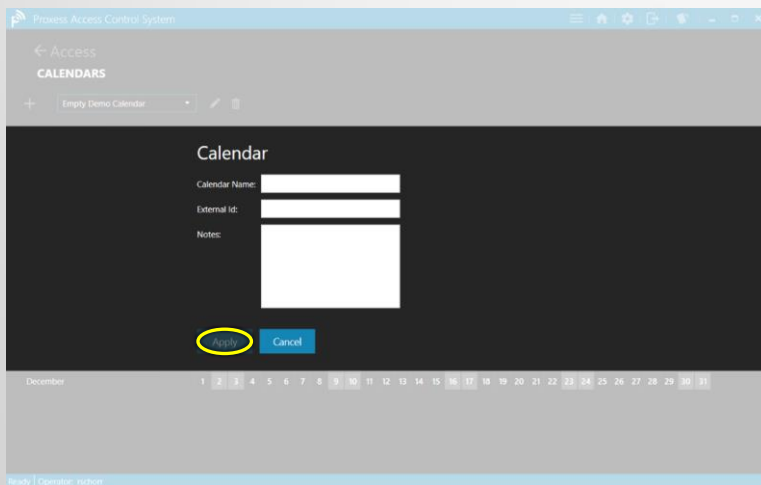 Proxess Access Control System
Access
CALENDARS
Empty Demo Calendar
Calendar
Calendar Name:
External Id:
Notes:
Apply
Cancel
December 1 2 3 4 5 6 7 8 9 10 11 12 13 14 15 16 17 18 19 20 21 22 23 24 25 26 27 28 29 30 31
Ready Operator: